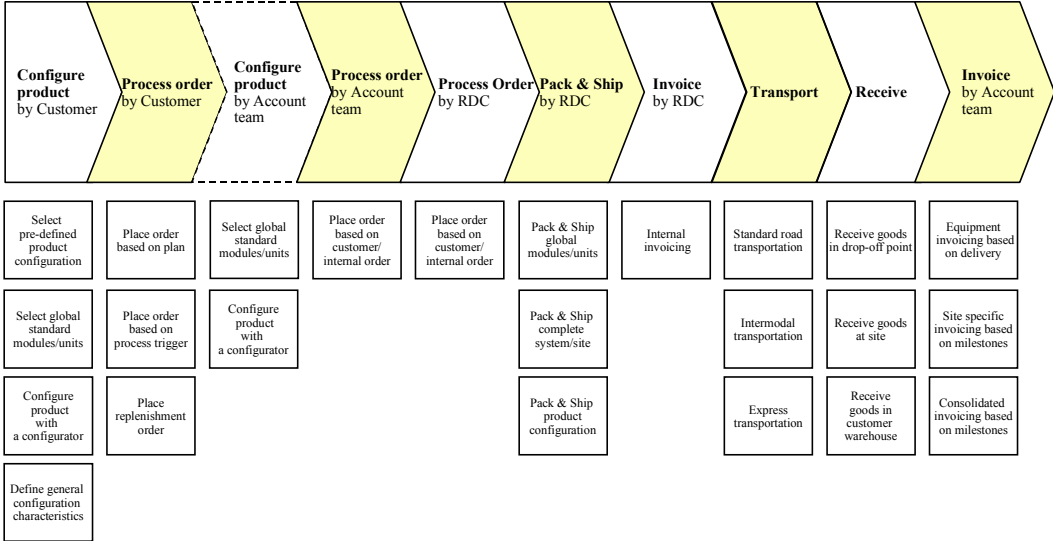 Configure
product
by Customer
Process order
by Customer
Configure
product
by Account
team
Process order
by Account
team
Process Order
by RDC
Pack & Ship
by RDC
Invoice
by RDC
Transport
Receive
Invoice
by Account
team
Select
pre-defined
product
configuration
Place order
based on plan
Select global
standard
modules/units
Place order
based on
customer/
internal order
Place order
based on
customer/
internal order
Pack & Ship
global
modules/units
Internal
invoicing
Standard road
transportation
Receive goods
in drop-off point
Equipment
invoicing based
on delivery
Select global
standard
modules/units
Place order
based on
process trigger
Configure
product
with
a configurator
Pack & Ship
complete
system/site
Intermodal
transportation
Receive goods
at site
Site specific
invoicing based
on milestones
Configure
product
with
a configurator
Place
replenishment
order
Pack & Ship
product
configuration
Express
transportation
Receive
goods in
customer
warehouse
Consolidated
invoicing based
on milestones
Define general
configuration
characteristics